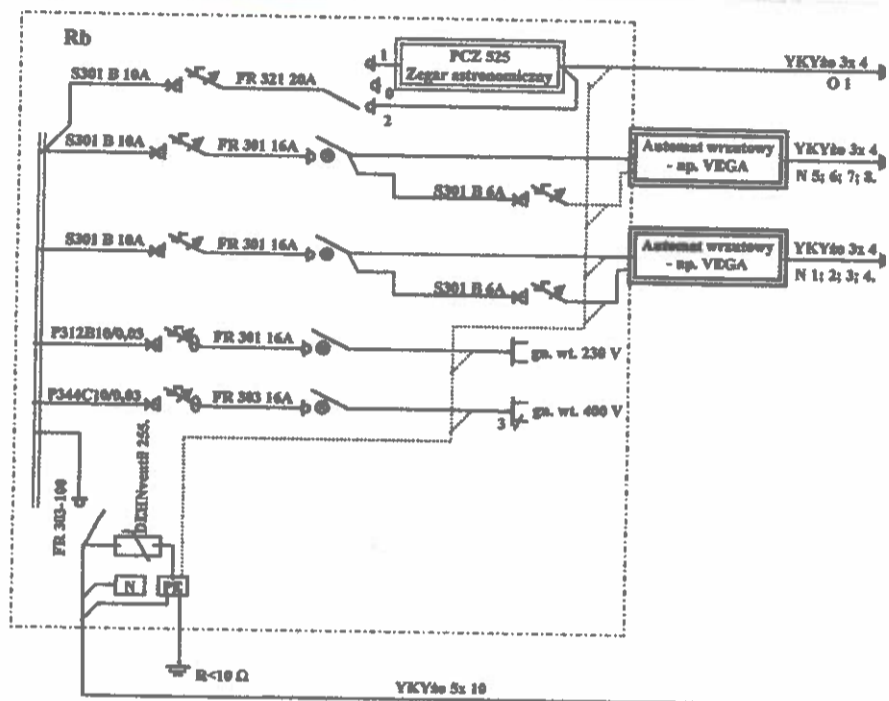 Rb
1
PCZ 525
Zegar astronomiczny
S301 B 10A
FR 321 20A
0
2
YKYżo 3x 4
O 1
S301 B 10A
FR 301 16A
Automat wrzutowy
- np. VEGA
YKYżo 3x 4
N 5; 6; 7; 8.
S301 B 6A
S301 B 10A
FR 301 16A
Automat wrzutowy
- np. VEGA
YKYżo 3x 4
N 1; 2; 3; 4.
S301 B 6A
P312B10/0,03
FR 301 16A
gn. wt. 230 V
P344C10/0,03
FR 303 16A
3
gn. wt. 400 V
FR 303-100
DEHNventil 255.
N
PE
R<10 Ω
YKYżo 5x 10